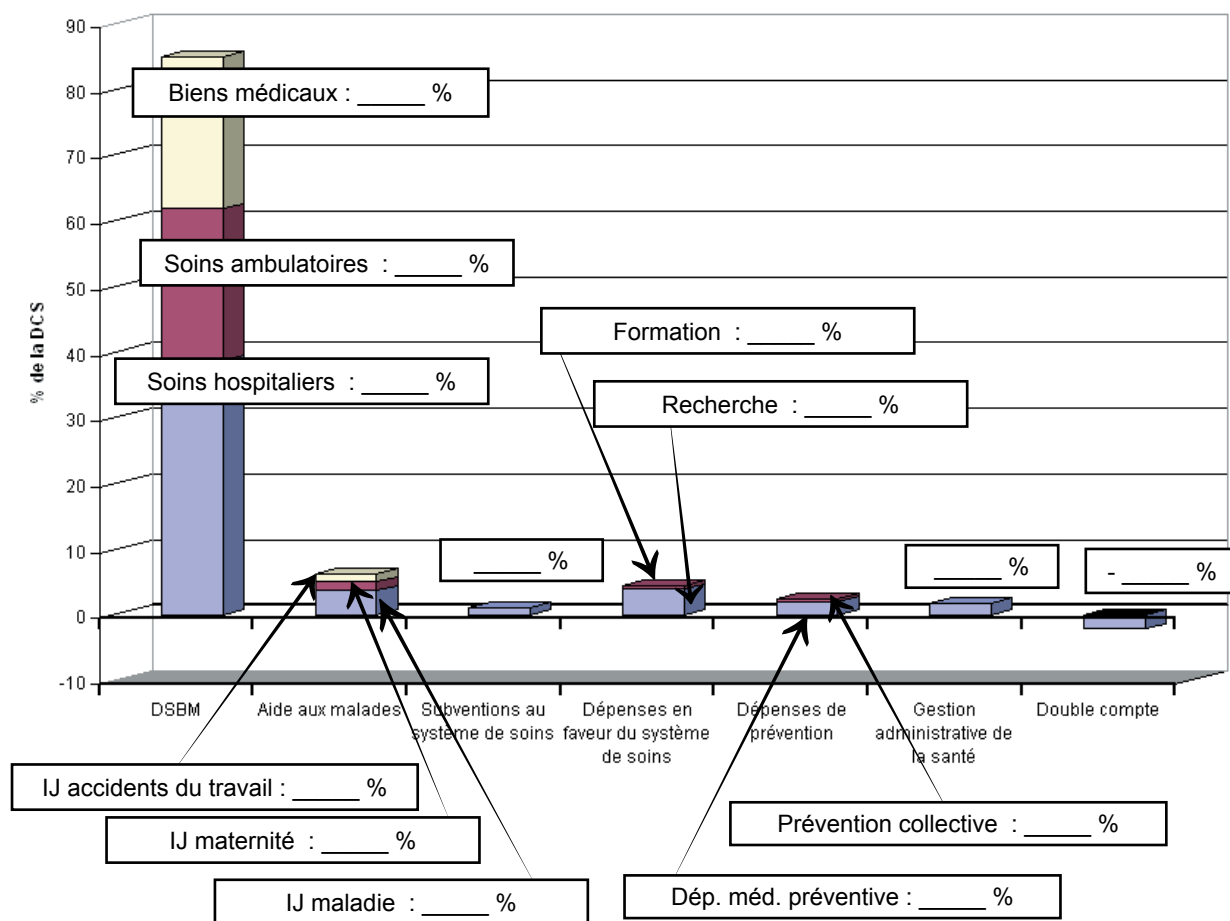 90
80
70
60
50
40
30
20
10
0
-10
% de la DCS
Biens médicaux : _____ %
Soins ambulatoires : _____ %
Soins hospitaliers : _____ %
Formation : _____ %
Recherche : _____ %
_____ %
_____ %
- _____ %
DSBM
Aide aux malades
Subventions au
système de soins
Dépenses en
faveur du système
de soins
Dépenses de
prévention
Gestion
administrative de
la santé
Double compte
IJ accidents du travail : _____ %
IJ maternité : _____ %
IJ maladie : _____ %
Prévention collective : _____ %
Dép. méd. préventive : _____ %